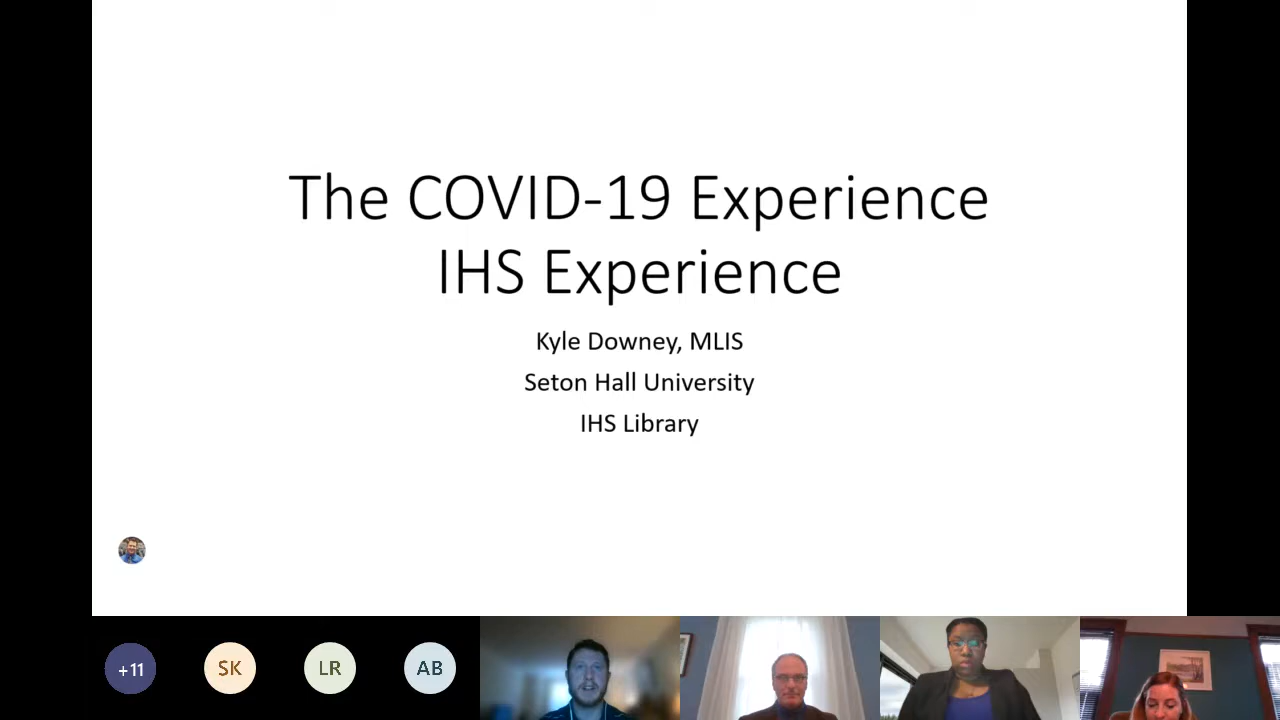 The COVID-19 Experience
IHS Experience
Kyle Downey, MLIS
Seton Hall University
IHS Library
+11
SK
LR
AB